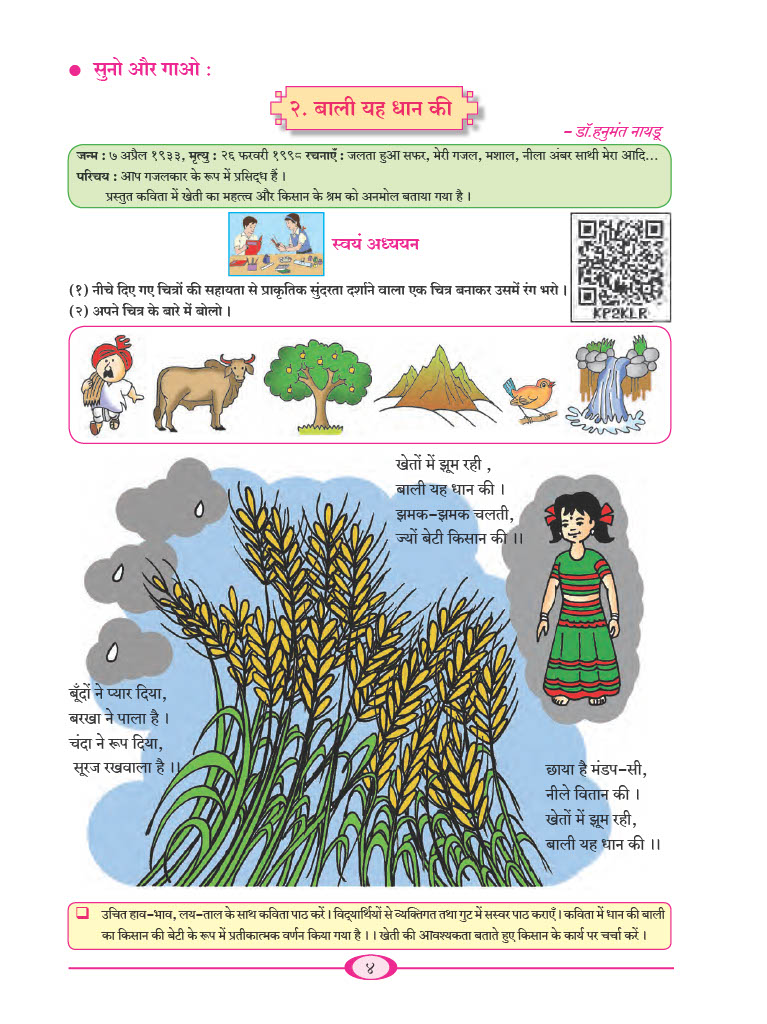 ● सुनो और गाओ :
२. बाली यह धान की
– डॉ.हनुमंत नायडू
जन्म : ७ अप्रैल १९३३, मृत्यु : २६ फरवरी १९९८ रचनाएँ : जलता हुआ सफर, मेरी गजल, मशाल, नीला अंबर साथी मेरा आदि...
परिचय : आप गजलकार के रूप में प्रसिद्ध हैं ।
प्रस्तुत कविता में खेती का महत्त्व और किसान के श्रम को अनमोल बताया गया है ।
स्वयं अध्ययन
(१) नीचे दिए गए चित्रों की सहायता से प्राकृतिक सुंदरता दर्शाने वाला एक चित्र बनाकर उसमें रंग भरो ।
(२) अपने चित्र के बारे में बोलो ।
KP2KLR
खेतों में झूम रही ,
बाली यह धान की ।
झमक-झमक चलती,
ज्यों बेटी किसान की ।।
बूँदों ने प्यार दिया,
बरखा ने पाला है ।
चंदा ने रूप दिया,
सूरज रखवाला है ।।
छाया है मंडप-सी,
नीले वितान की ।
खेतों में झूम रही,
बाली यह धान की ।।
❑ उचित हाव-भाव, लय-ताल के साथ कविता पाठ करें । विद्यार्थियों से व्यक्तिगत तथा गुट में सस्वर पाठ कराएँ । कविता में धान की बाली
का किसान की बेटी के रूप में प्रतीकात्मक वर्णन किया गया है । । खेती की आवश्यकता बताते हुए किसान के कार्य पर चर्चा करें ।
४